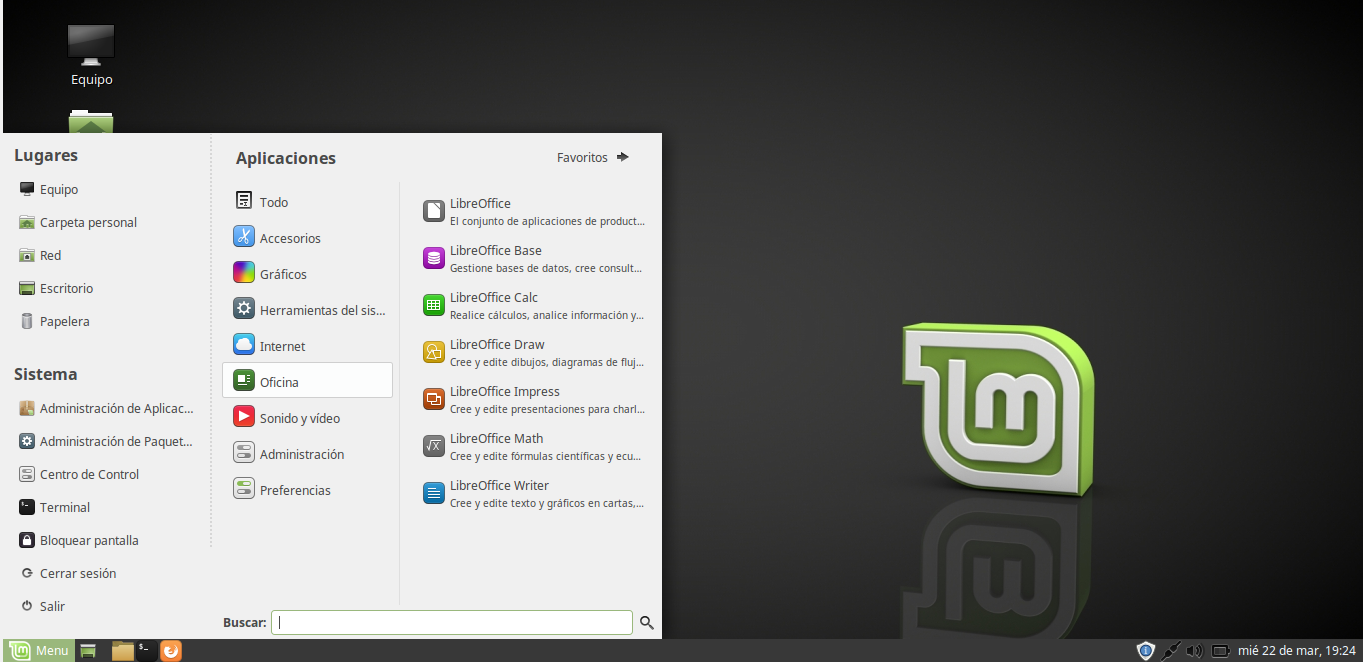 Equipo
Lugares
Equipo
Carpeta personal
Red
Escritorio
Papelera
Sistema
Administración de Aplicac...
Administración de Paquet...
Centro de Control
Terminal
Bloquear pantalla
Cerrar sesión
Salir
Aplicaciones
Favoritos
Todo
Accesorios
Gráficos
Herramientas del sis...
Internet
Oficina
Sonido y vídeo
Administración
Preferencias
LibreOffice
El conjunto de aplicaciones de product...
LibreOffice Base
Gestione bases de datos, cree consult...
LibreOffice Calc
Realice cálculos, analice información y...
LibreOffice Draw
Cree y edite dibujos, diagramas de fluj...
LibreOffice Impress
Cree y edite presentaciones para charl...
LibreOffice Math
Cree y edite fórmulas científicas y ecu...
LibreOffice Writer
Cree y edite texto y gráficos en cartas,...
Buscar:
Menu
mié 22 de mar, 19:24